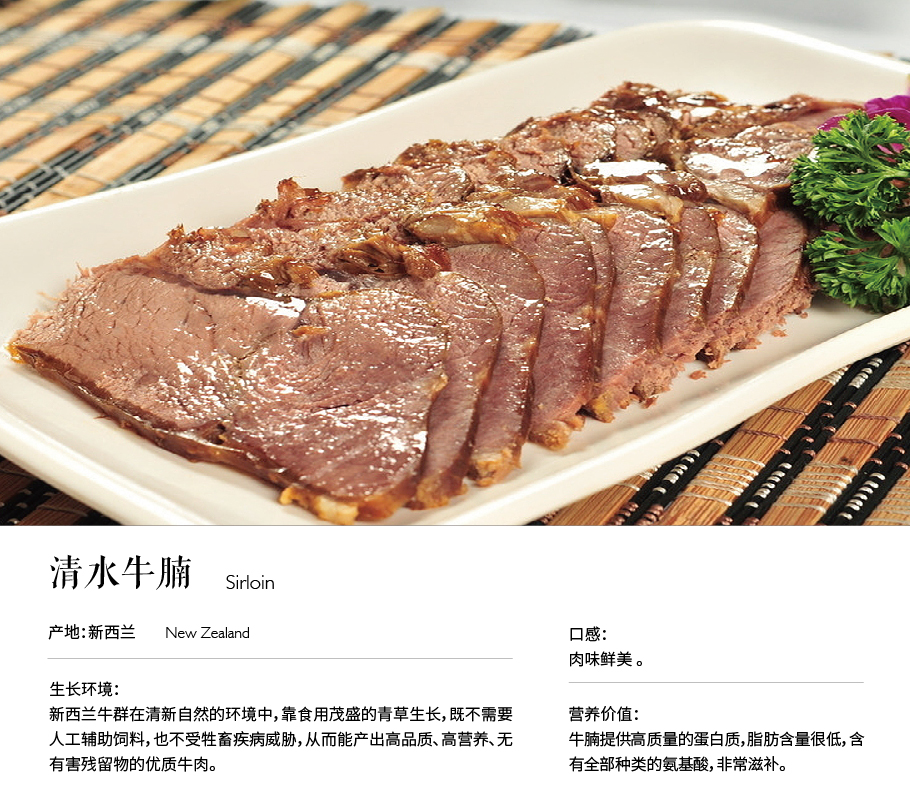 清水牛腩 Sirloin
产地：新西兰 New Zealand
生长环境：
新西兰牛群在清新自然的环境中，靠食用茂盛的青草生长，既不需要
人工辅助饲料，也不受牲畜疾病威胁，从而能产出高品质、高营养、无
有害残留物的优质牛肉。
口感：
肉味鲜美。
营养价值：
牛腩提供高质量的蛋白质，脂肪含量很低，含
有全部种类的氨基酸，非常滋补。